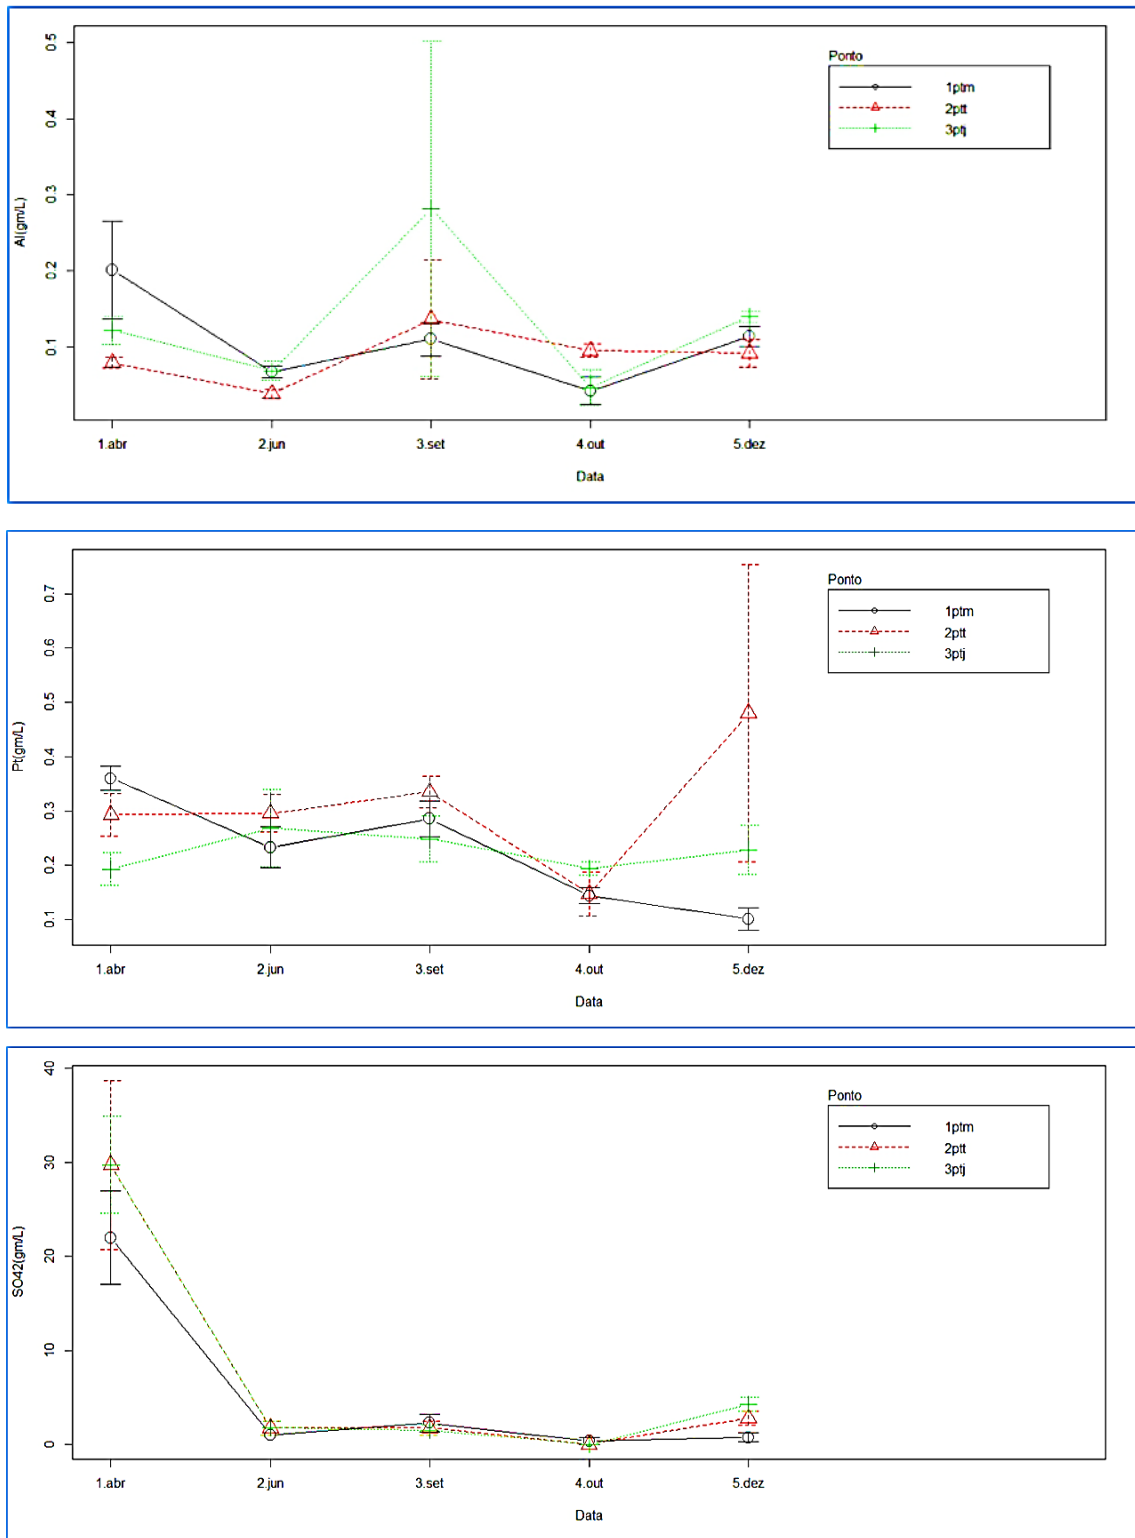 Ponto
1ptm
2ptt
3ptj
Al(gm/L)
0.5
0.4
0.3
0.2
0.1
1.abr 2.jun 3.set 4.out 5.dez
Data
Ponto
1ptm
2ptt
3ptj
Pt(gm/L)
0.7
0.6
0.5
0.4
0.3
0.2
0.1
1.abr 2.jun 3.set 4.out 5.dez
Data
Ponto
1ptm
2ptt
3ptj
SO42(gm/L)
40
30
20
10
0
1.abr 2.jun 3.set 4.out 5.dez
Data